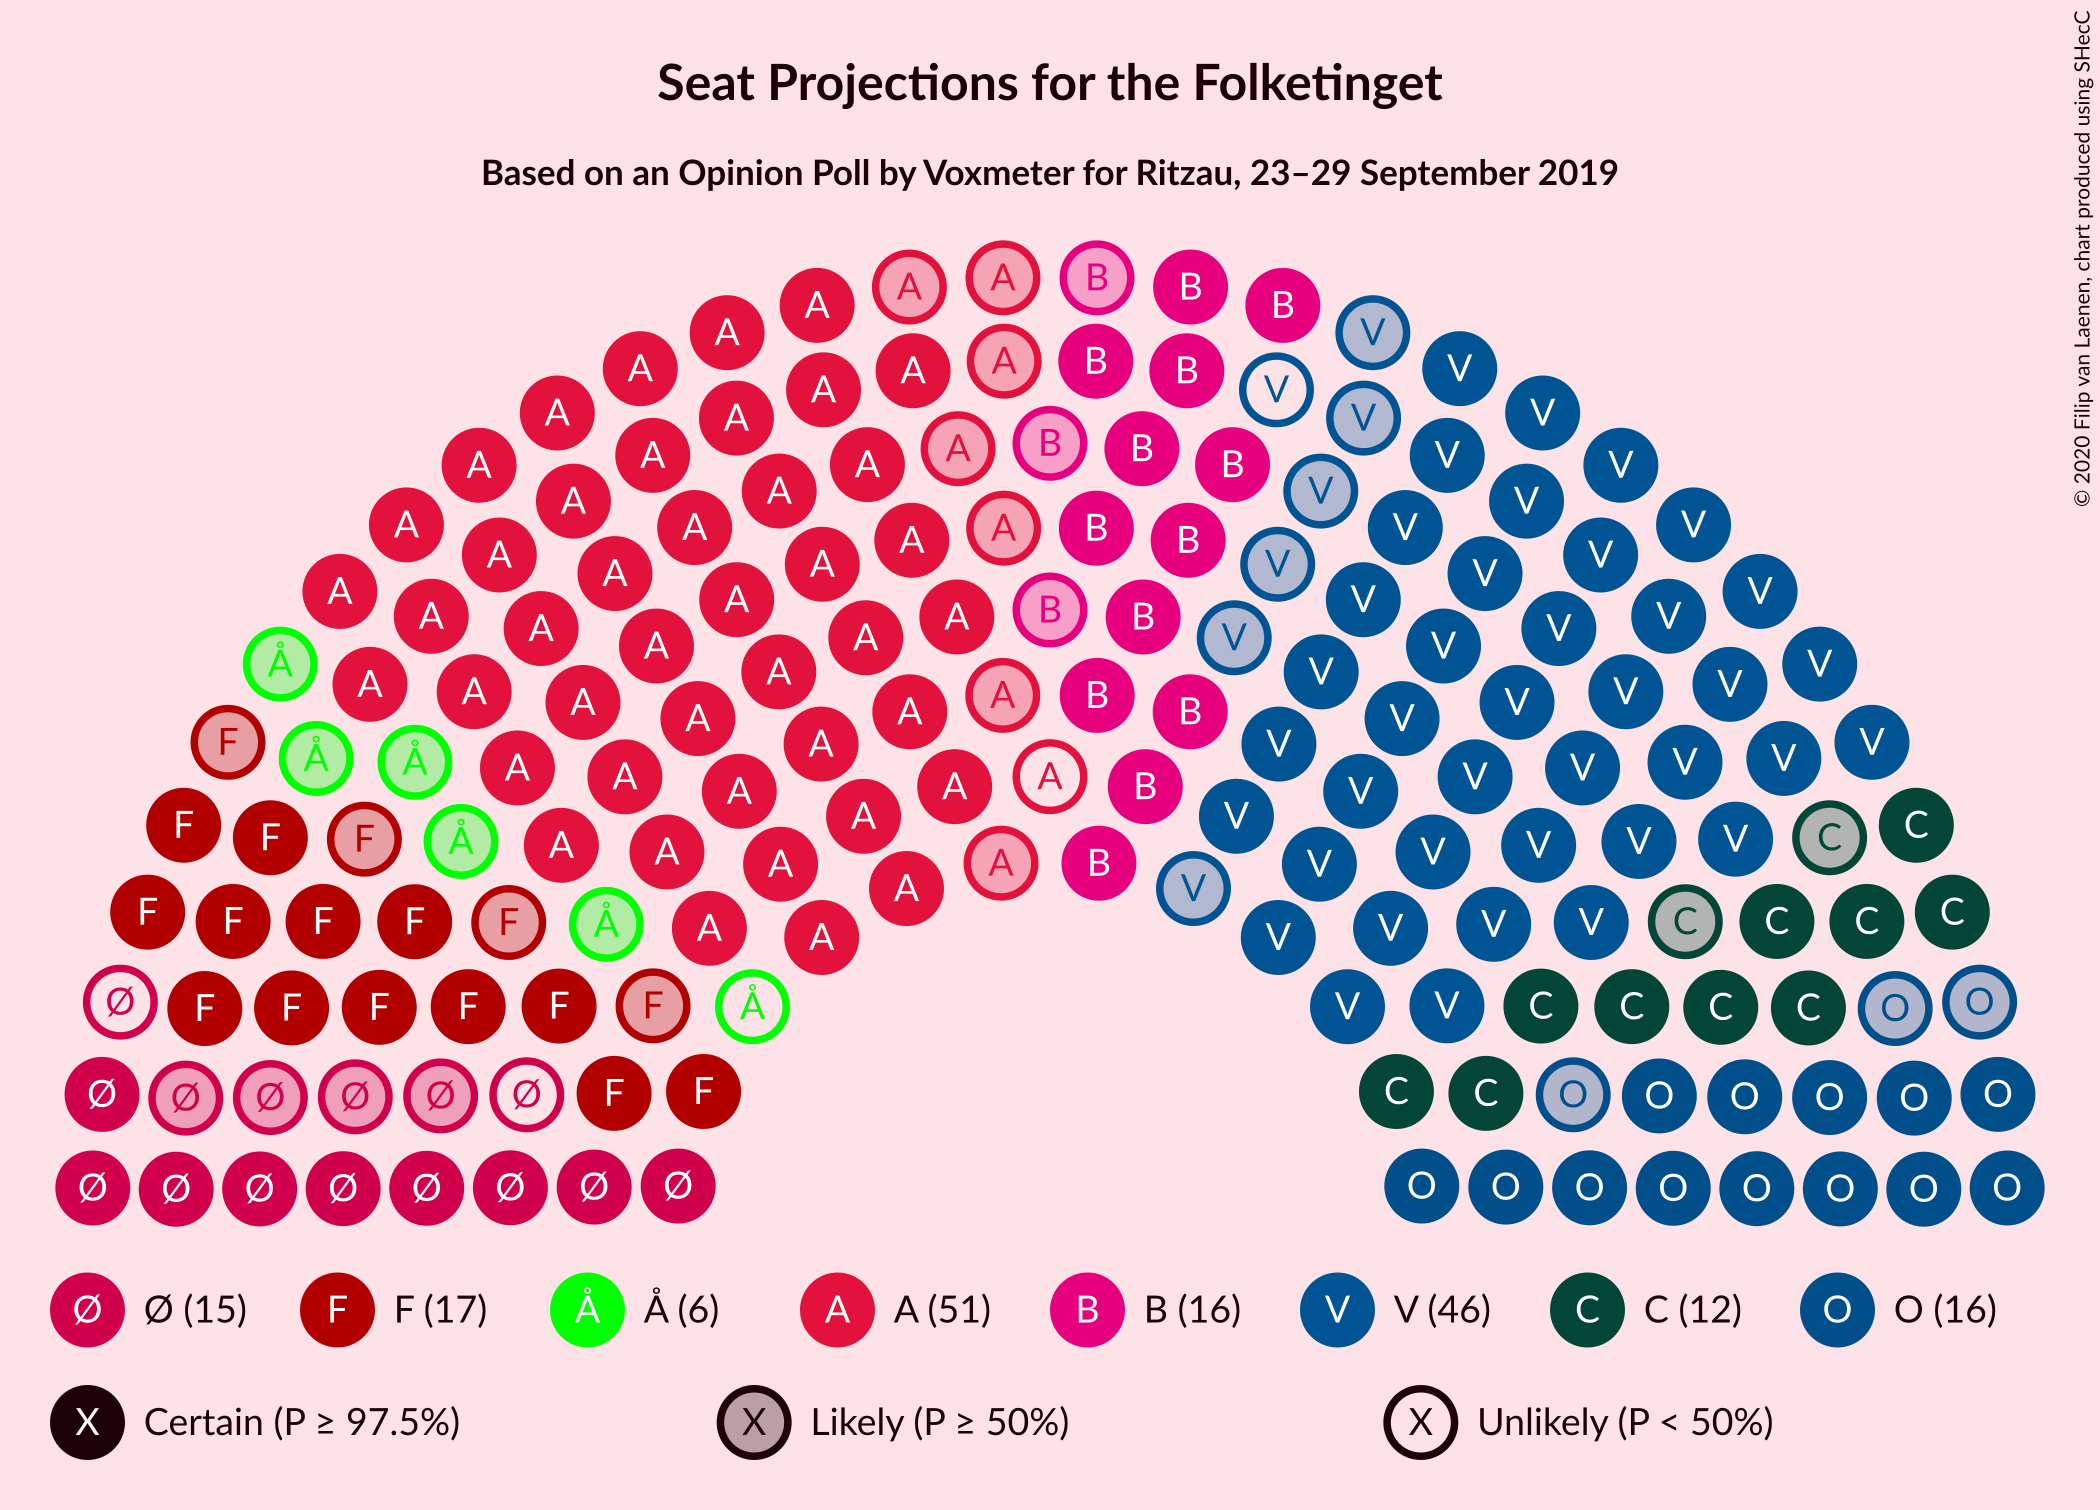 Seat Projections for the Folketinget
Based on an Opinion Poll by Voxmeter for Ritzau, 23–29 September 2019
© 2020 Filip van Laenen, chart produced using SHecC
A A A B B B V
A A A A A B B V V V V
A A A A A A B B B V V V V
A A A A A A A B B V V V V V
A A A A A A A B B V V V V V V
Å A A A A A A A A B B V V V V V V V
F Å Å A A A A A A A B V V V V V V V V
F F F Å A A A A A B V V V V V V C C
F F F F F Å A A V V V V C C C C
Ø F F F F F F Å V V C C C C O O
Ø Ø Ø Ø Ø Ø F F C C O O O O O O
Ø Ø Ø Ø Ø Ø Ø Ø O O O O O O O O
Ø Ø (15) F F (17) Å Å (6) A A (51) B B (16) V V (46) C C (12) O O (16)
X Certain (P ≥ 97.5%) X Likely (P ≥ 50%) X Unlikely (P < 50%)